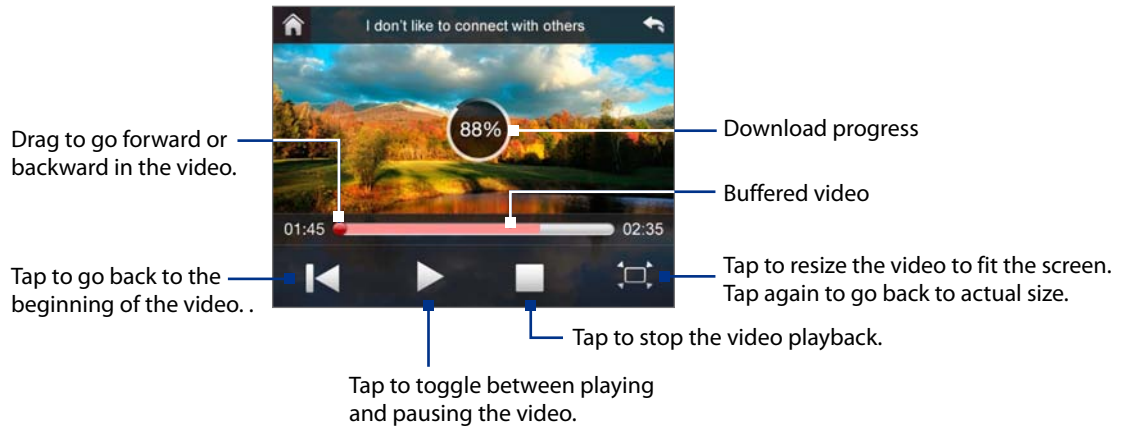 I don't like to connect with others
88%
Download progress
Drag to go forward or
backward in the video.
Buffered video
01:45
02:35
Tap to go back to the
beginning of the video. .
Tap to resize the video to fit the screen.
Tap again to go back to actual size.
Tap to stop the video playback.
Tap to toggle between playing
and pausing the video.